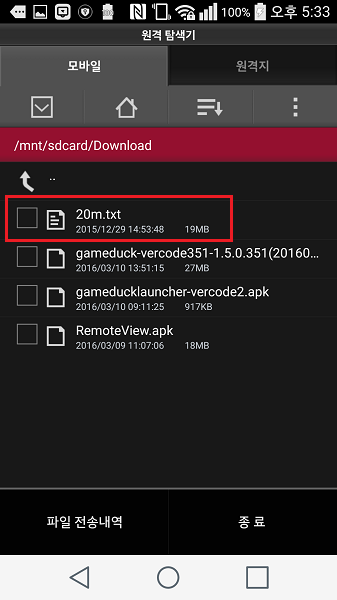 100% 오후 5:33
원격 탐색기
모바일 원격지
/mnt/sdcard/Download
..
20m.txt
2015/12/29 14:53:48 19MB
gameduck-vercode351-1.5.0.351(20160...
2016/03/10 13:51:15 27MB
gameducklauncher-vercode2.apk
2016/03/10 09:11:25 917KB
RemoteView.apk
2016/03/09 11:07:06 18MB
파일 전송내역 종 료